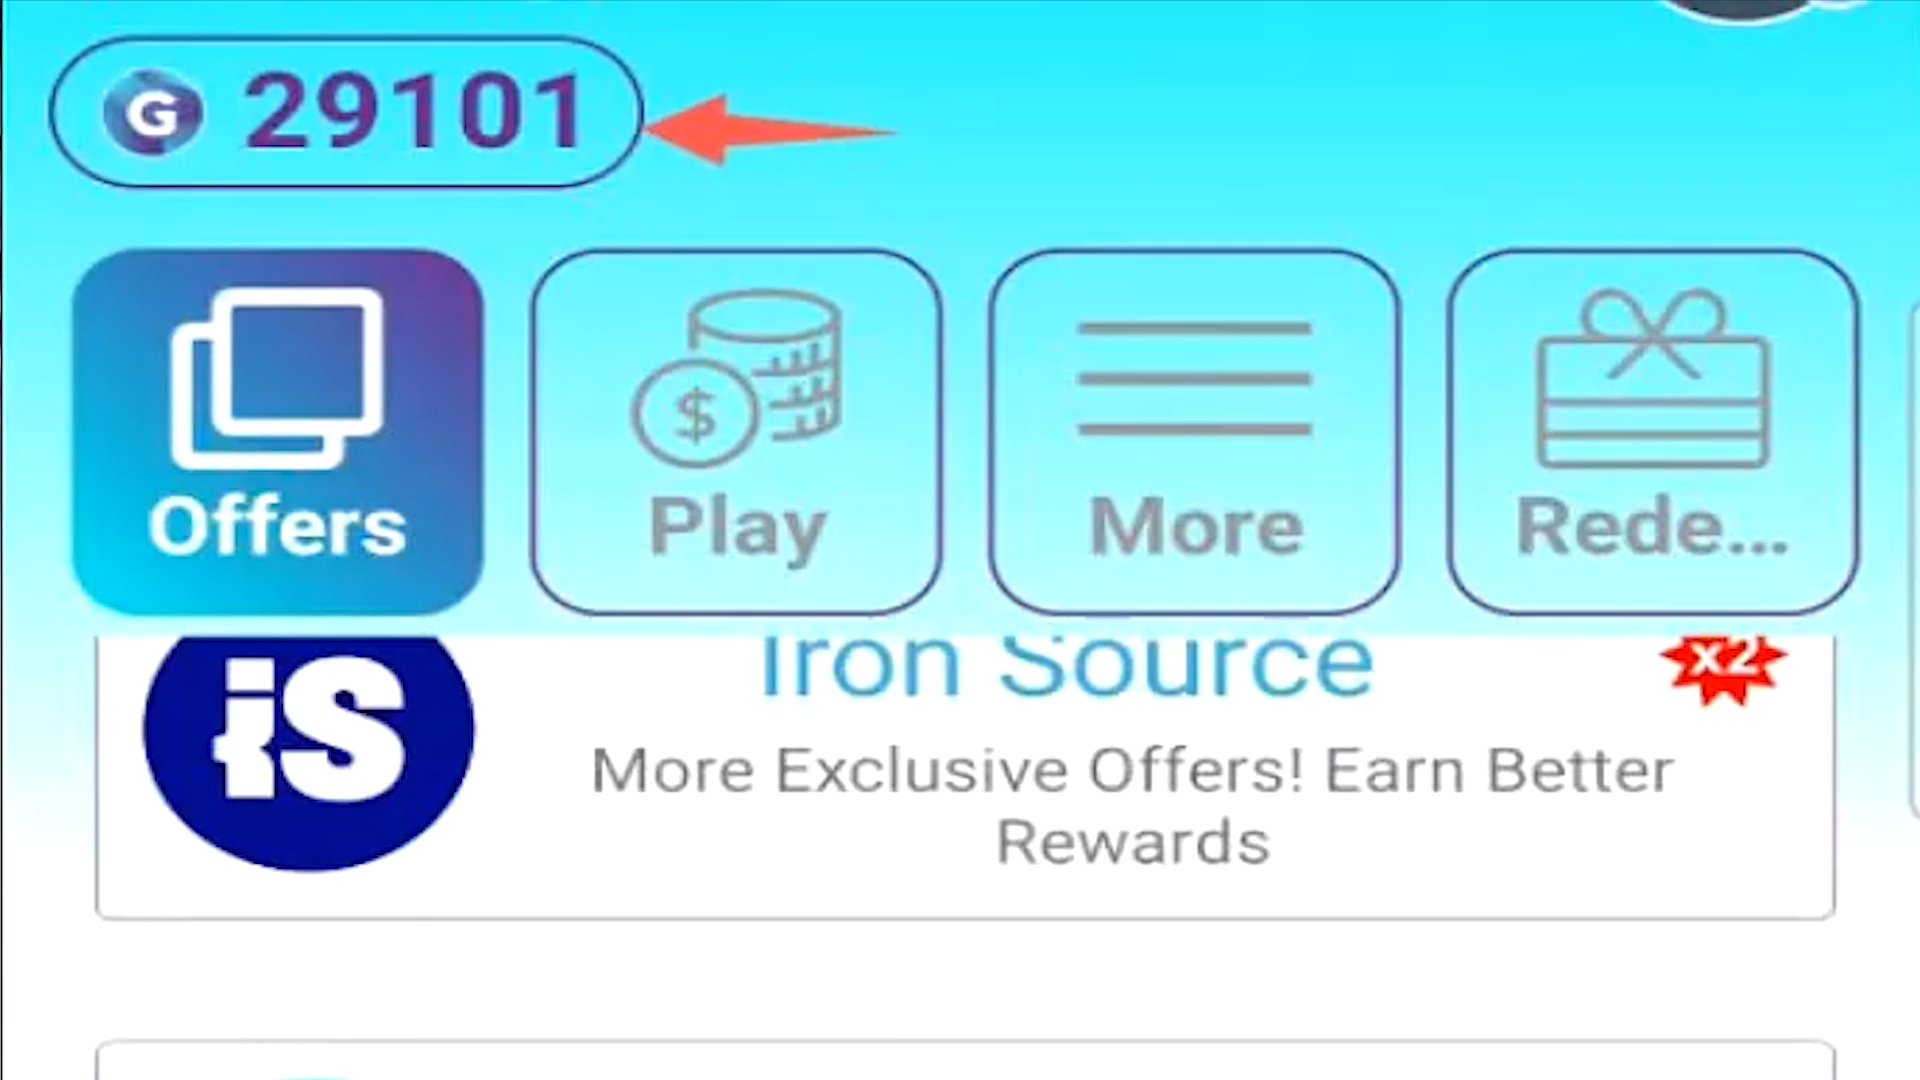 G 29101
Offers
Play
More
Rede...
$
iS
Iron Source
x2
More Exclusive Offers! Earn Better
Rewards